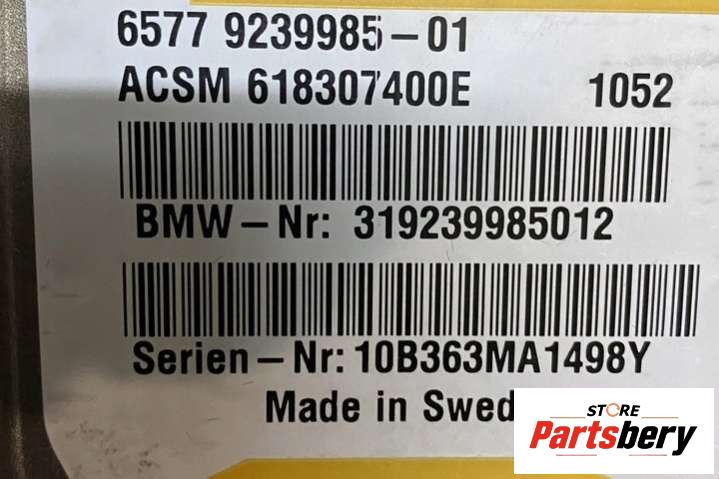 6577 9239985-01
ACSM 618307400E 1052
BMW-Nr: 319239985012
Serien-Nr: 10B363MA1498Y
Made in Swed
STORE
Partsbery